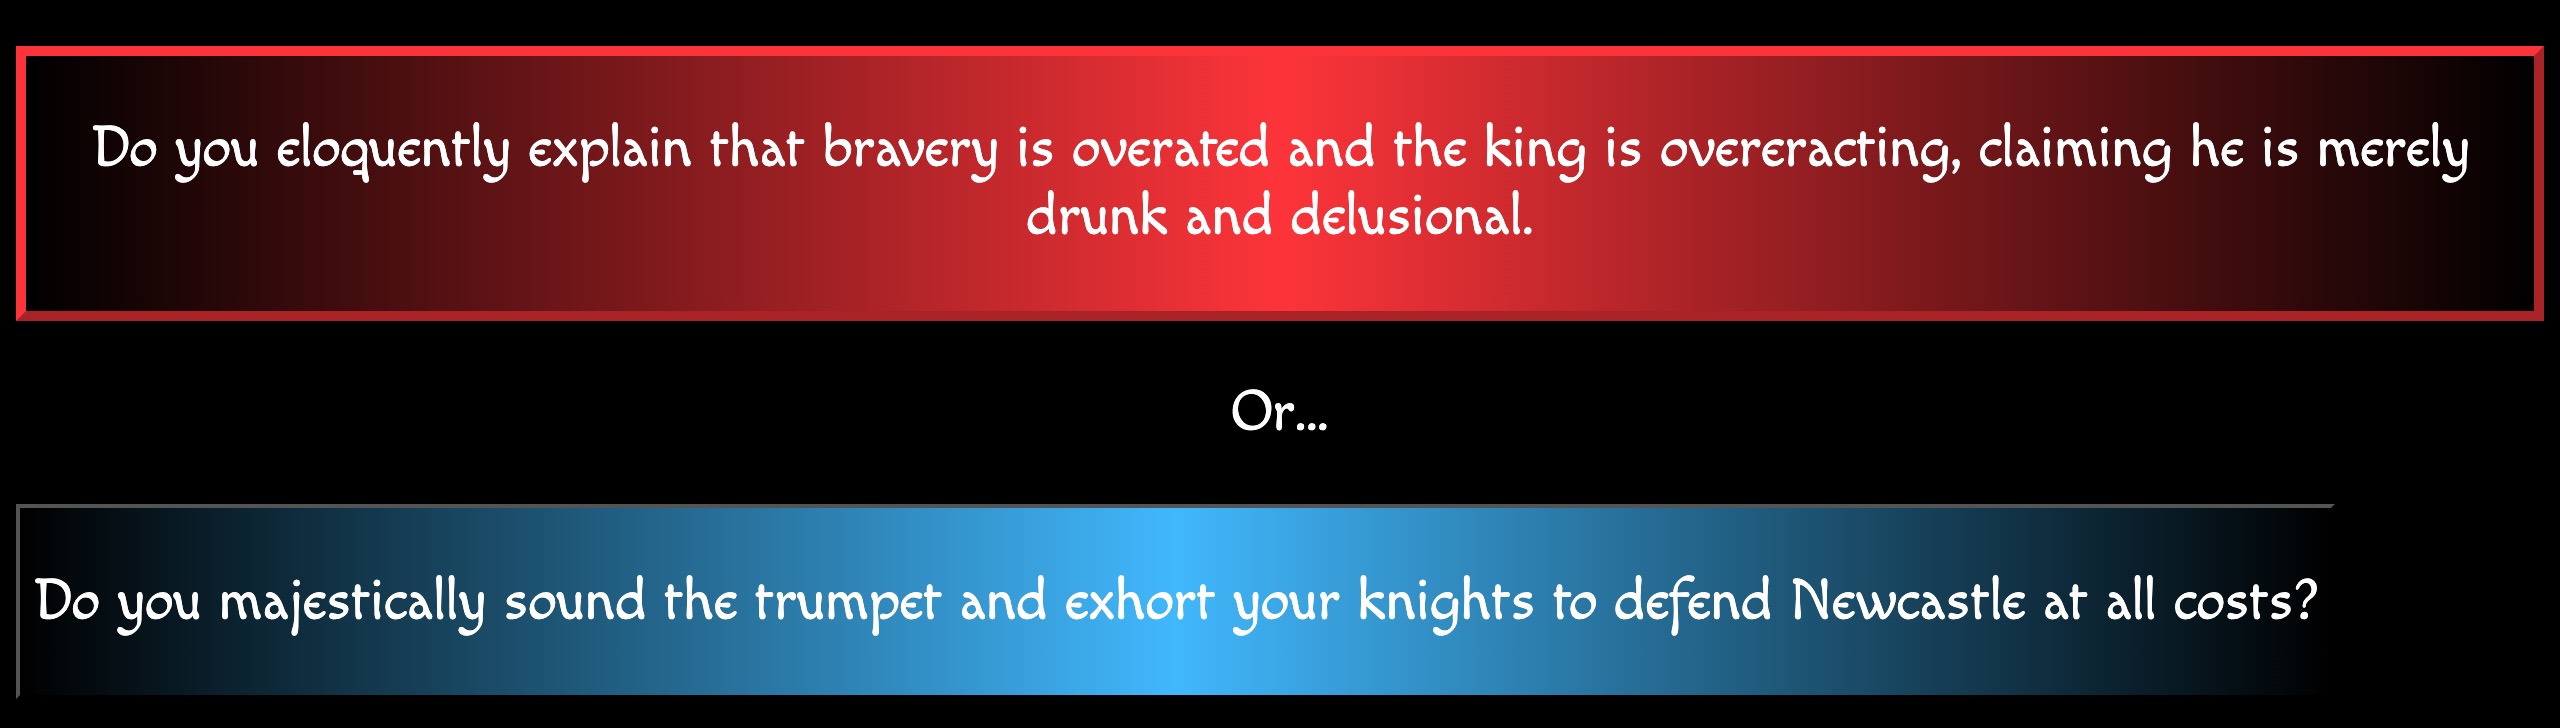 Do you eloquently explain that bravery is overated and the king is overeracting, claiming he is merely
drunk and delusional.
Or...
Do you majestically sound the trumpet and exhort your knights to defend Newcastle at all costs?